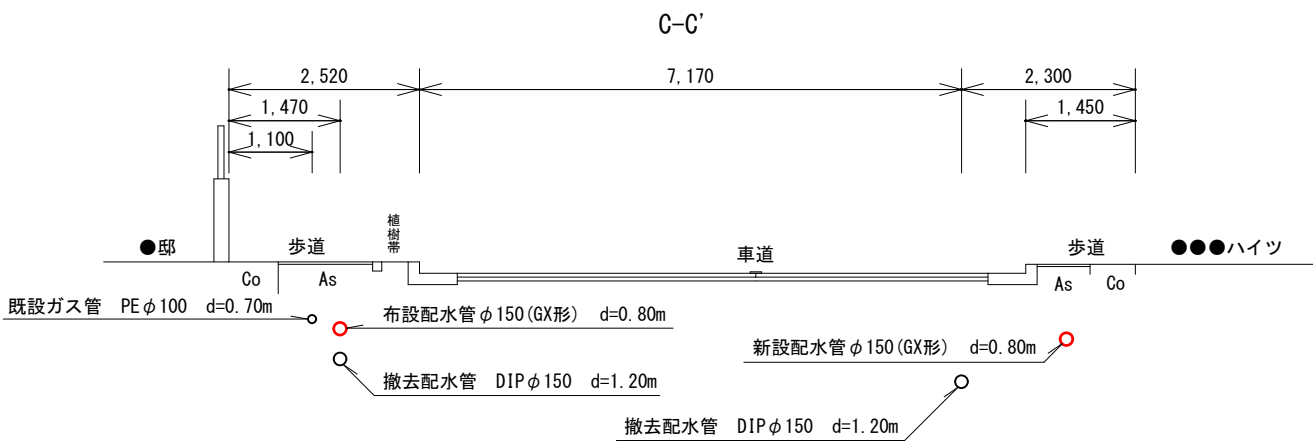 C-C'
2,520
7,170
2,300
1,470
1,450
1,100
植樹帯
●邸
歩道
車道
歩道
●●●ハイツ
Co
As
As
Co
既設ガス管 PEφ100 d=0.70m
布設配水管φ150(GX形) d=0.80m
新設配水管φ150(GX形) d=0.80m
撤去配水管 DIPφ150 d=1.20m
撤去配水管 DIPφ150 d=1.20m